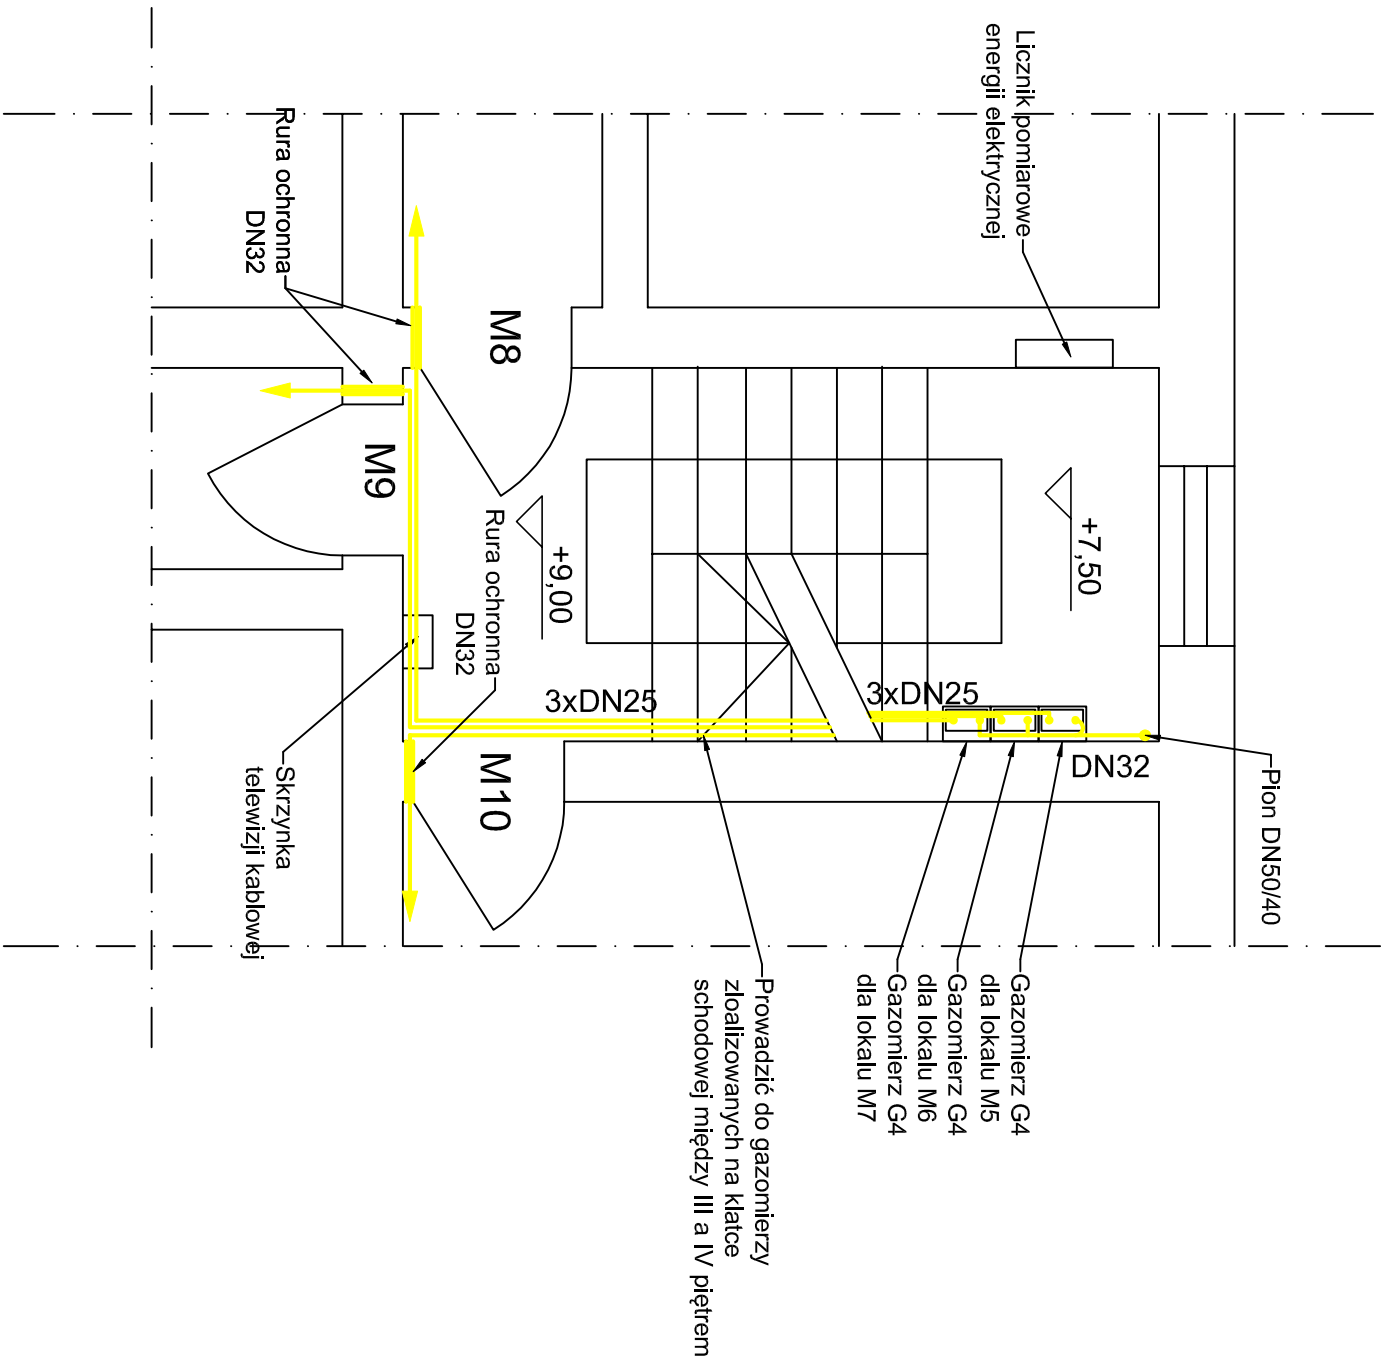 Licznik pomiarowe
energii elektrycznej
Rura ochronna
DN32
M8
M9
+7,50
+9,00
Rura ochronna
DN32
3xDN25
3xDN25
M10
DN32
Pion DN50/40
Skrzynka
telewizji kablowej
Gazomierz G4
dla lokalu M5
Gazomierz G4
dla lokalu M6
Gazomierz G4
dla lokalu M7
Prowadzić do gazomierzy
zloalizowanych na klatce
schodowej między III a IV piętrem